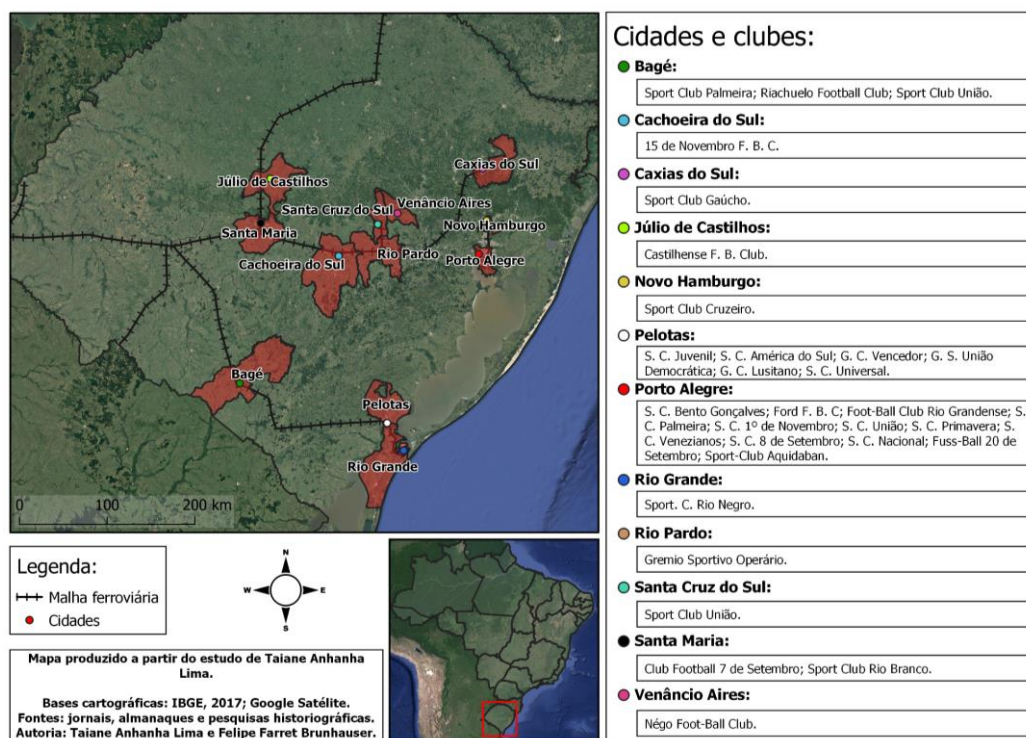 Caxias do Sul
Júlio de Castilhos
Santa Cruz do Sul
Venâncio Aires
Novo Hamburgo
Santa Maria
Rio Pardo
Cachoeira do Sul
Porto Alegre
Bagé
Pelotas
Rio Grande
0 100 200 km
Legenda:
Malha ferroviária
Cidades
N
W E
S
Mapa produzido a partir do estudo de Taiane Anhanha
Lima.
Bases cartográficas: IBGE, 2017; Google Satélite.
Fontes: jornais, almanaques e pesquisas historiográficas.
Autoria: Taiane Anhanha Lima e Felipe Farret Brunhauser.
Cidades e clubes:
Bagé:
Sport Club Palmeira; Riachuelo Football Club; Sport Club União.
Cachoeira do Sul:
15 de Novembro F. B. C.
Caxias do Sul:
Sport Club Gaúcho.
Júlio de Castilhos:
Castilhense F. B. Club.
Novo Hamburgo:
Sport Club Cruzeiro.
Pelotas:
S. C. Juvenil; S. C. América do Sul; G. C. Vencedor; G. S. União
Democrática; G. C. Lusitano; S. C. Universal.
Porto Alegre:
S. C. Bento Gonçalves; Ford F. B. C; Foot-Ball Club Rio Grandense; S.
C. Palmeira; S. C. 1º de Novembro; S. C. União; S. C. Primavera; S.
C. Venezianos; S. C. 8 de Setembro; S. C. Nacional; Fuss-Ball 20 de
Setembro; Sport-Club Aquidaban.
Rio Grande:
Sport. C. Rio Negro.
Rio Pardo:
Gremio Sportivo Operário.
Santa Cruz do Sul:
Sport Club União.
Santa Maria:
Club Football 7 de Setembro; Sport Club Rio Branco.
Venâncio Aires:
Négo Foot-Ball Club.